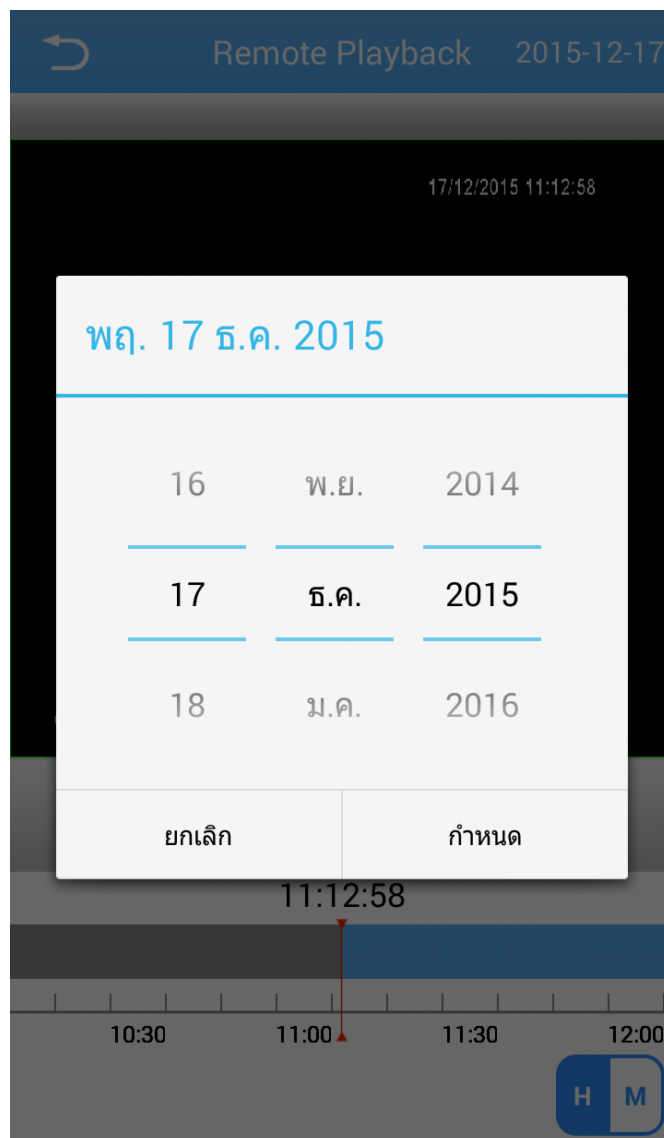 Remote Playback 2015-12-17
17/12/2015 11:12:58
พฤ. 17 ธ.ค. 2015
16 พ.ย. 2014
17 ธ.ค. 2015
18 ม.ค. 2016
ยกเลิก กำหนด
11:12:58
10:30 11:00 11:30 12:00
H M